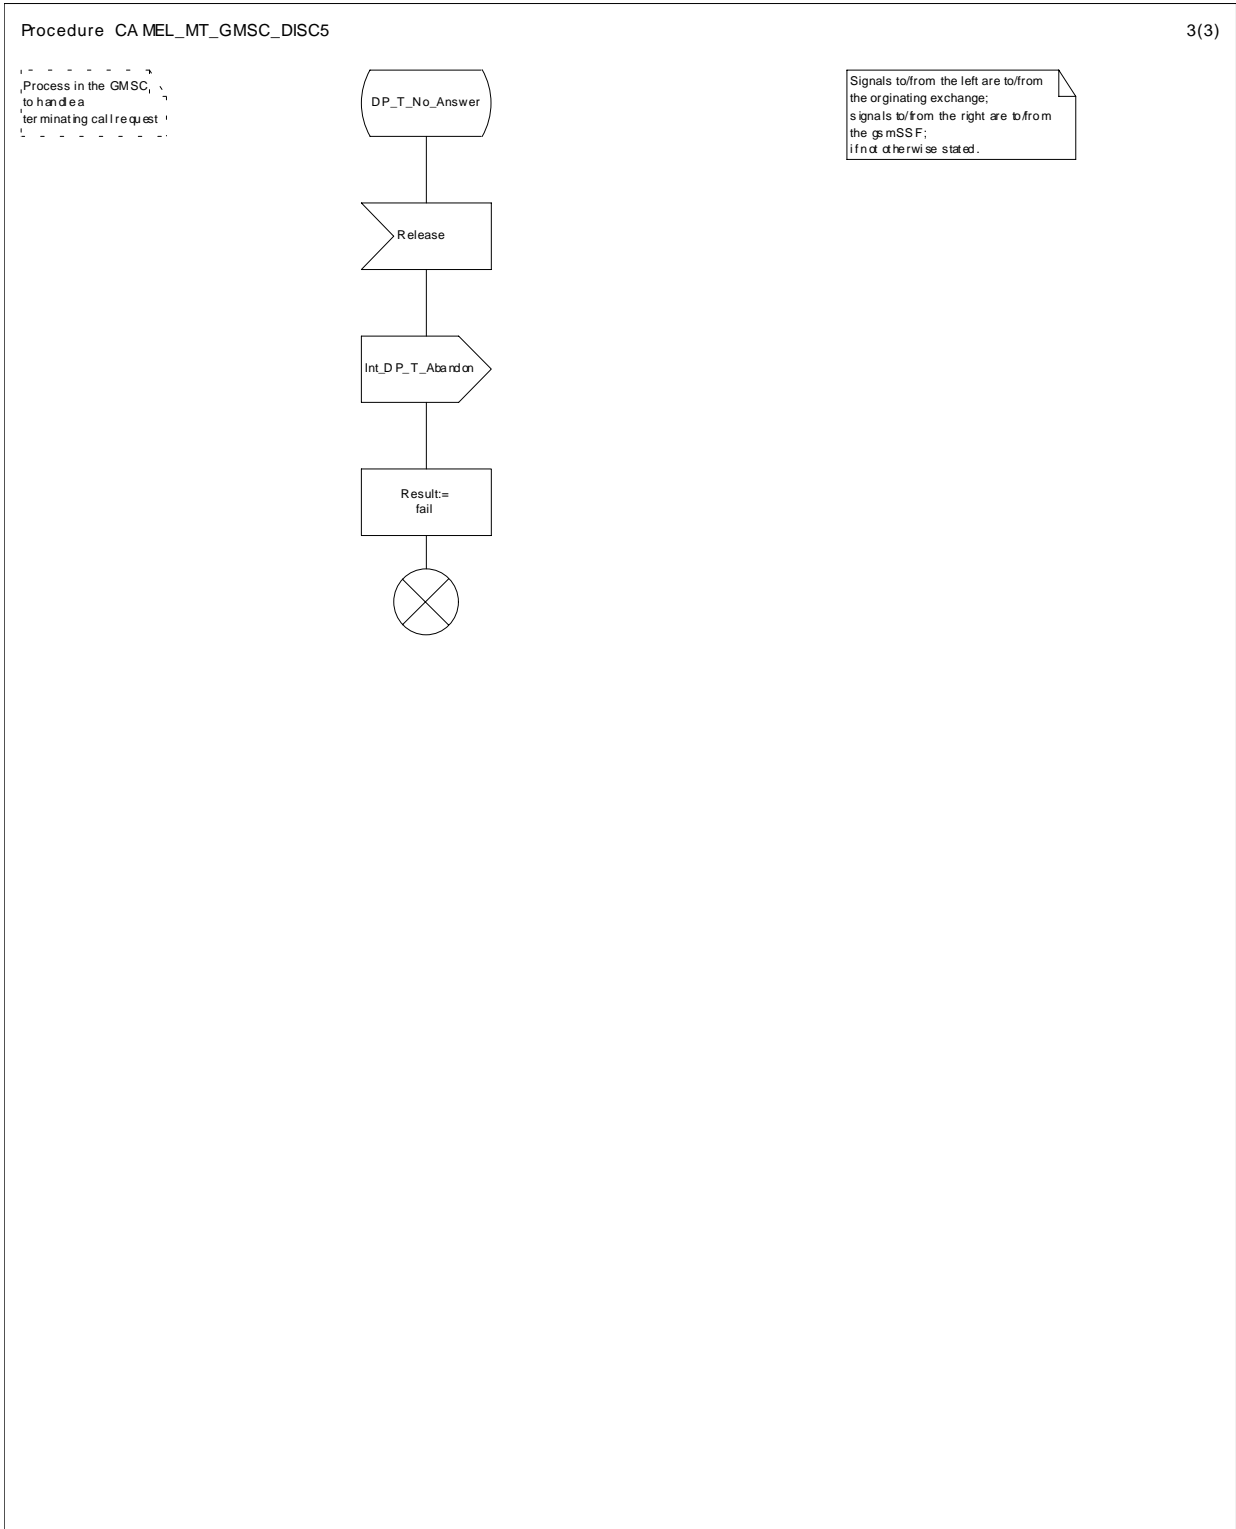 Procedure CAMEL_MT_GMSC_DISC5
3(3)
Process in the GMSC
to handle a
terminating call request
DP_T_No_Answer
Signals to/from the left are to/from
the orginating exchange;
signals to/from the right are to/from
the gsmSSF;
if not otherwise stated.
Release
Int_DP_T_Abandon
Result:=
fail